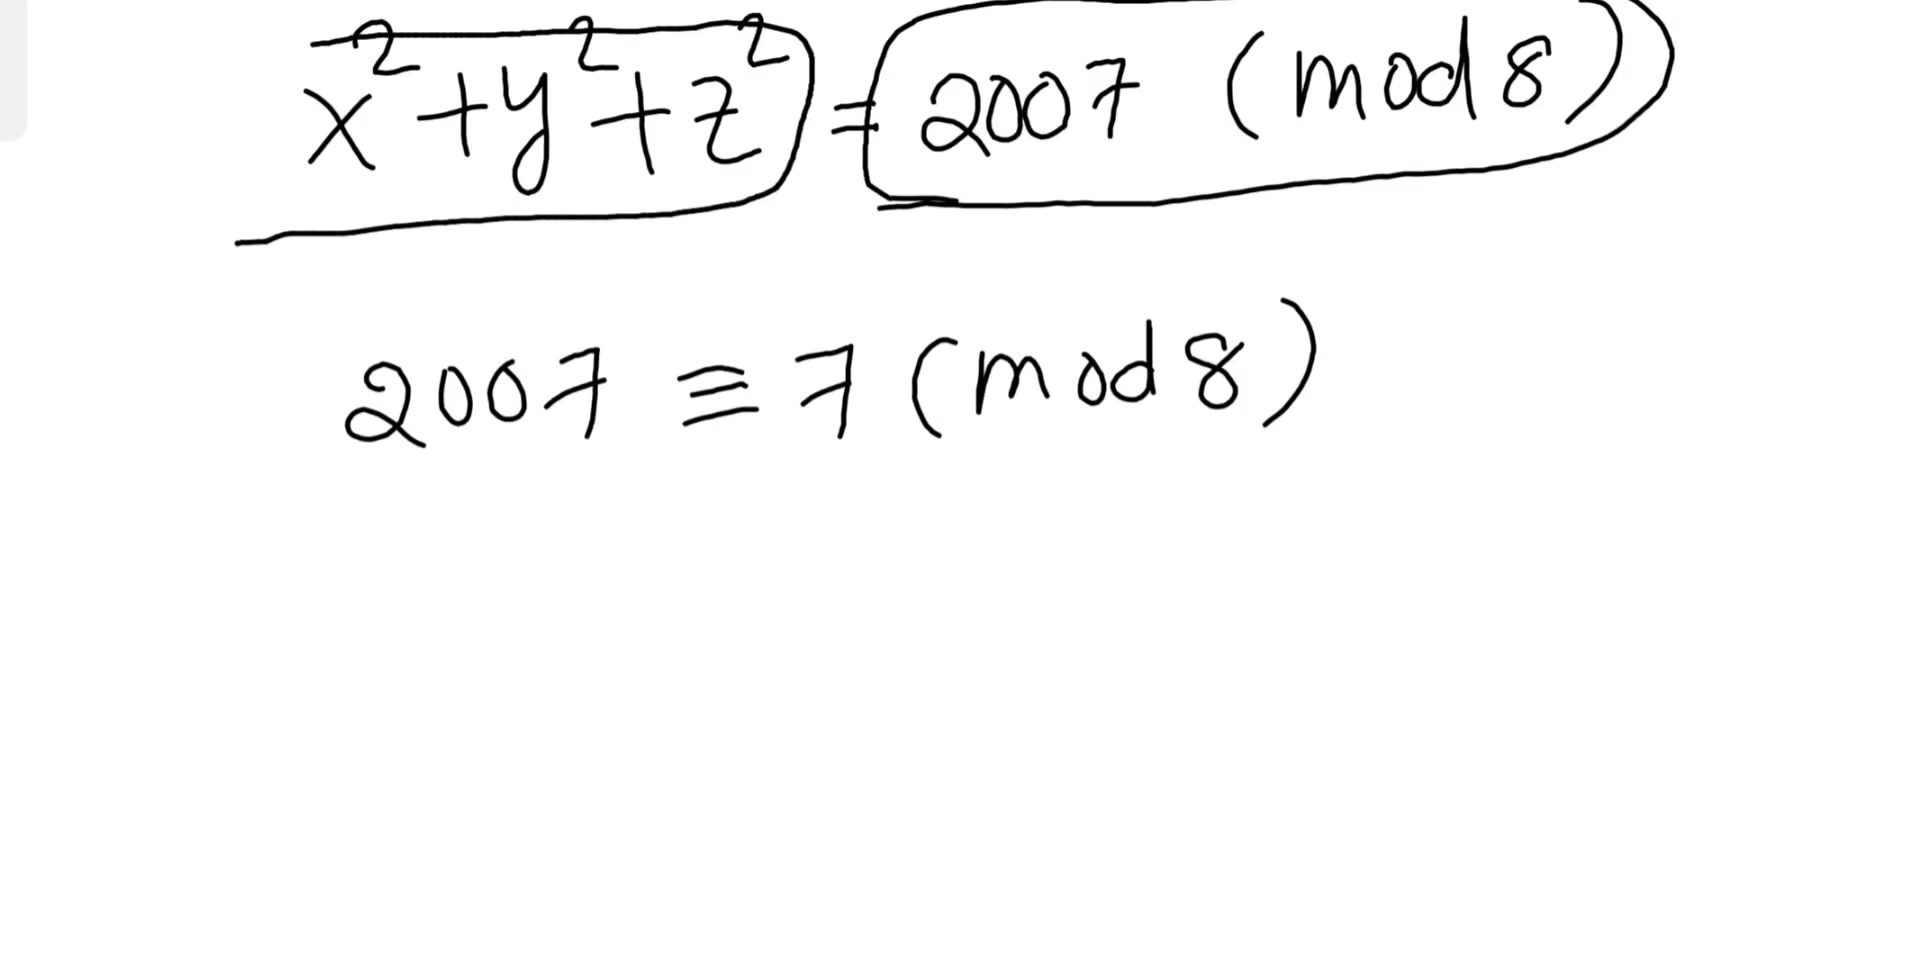 x²+y²+z² = 2007 (mod 8)
2007 ≡ 7 (mod 8)